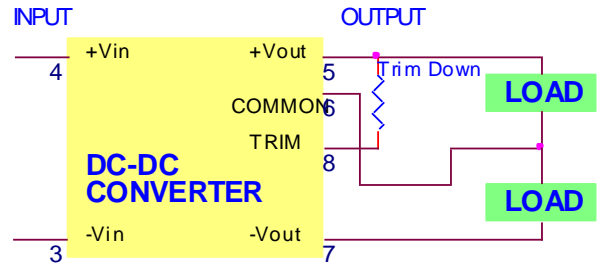 INPUT
OUTPUT
+Vin
+Vout
4
5
Trim Down
LOAD
COMMON
6
TRIM
8
DC-DC
CONVERTER
LOAD
-Vin
-Vout
3
7